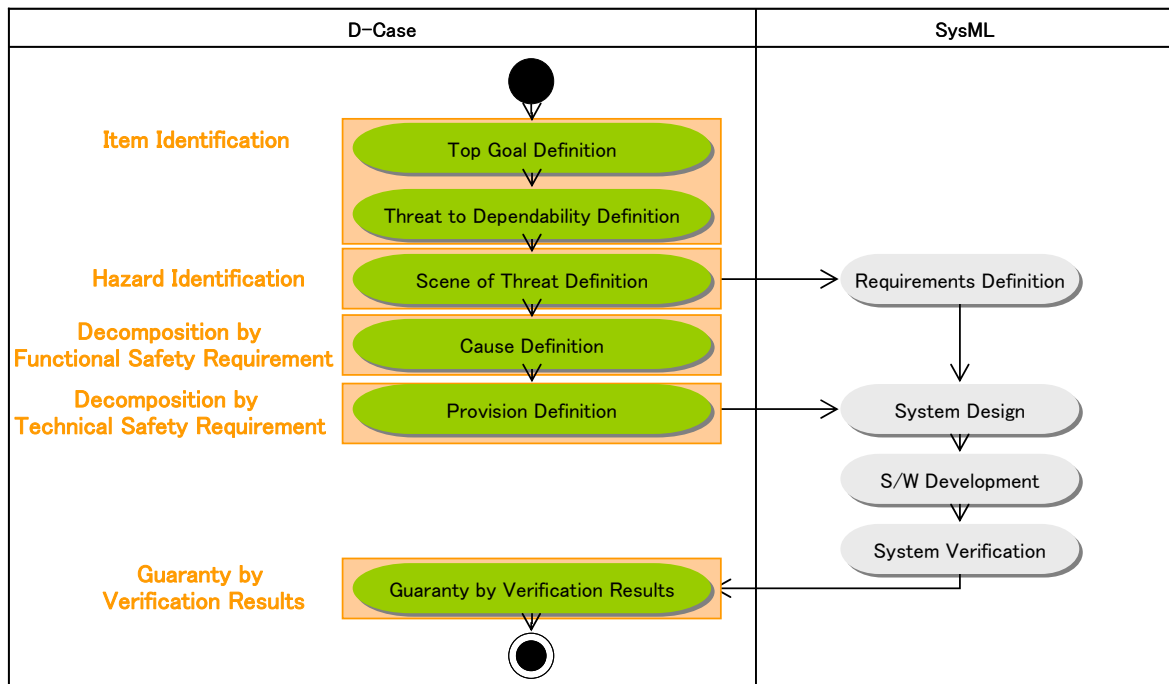 D-Case
SysML
Item Identification
Top Goal Definition
Threat to Dependability Definition
Hazard Identification
Scene of Threat Definition
Requirements Definition
Decomposition by
Functional Safety Requirement
Cause Definition
Decomposition by
Technical Safety Requirement
Provision Definition
System Design
S/W Development
System Verification
Guaranty by
Verification Results
Guaranty by Verification Results